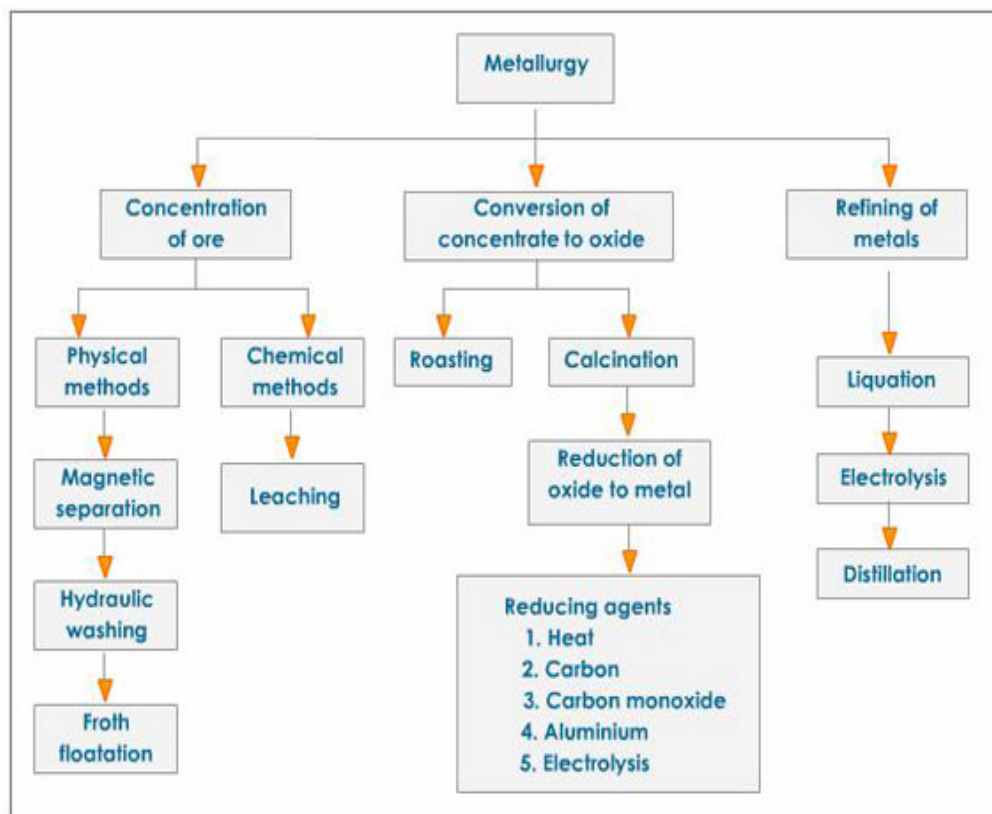 Metallurgy
Concentration
of ore
Conversion of
concentrate to oxide
Refining of
metals
Physical
methods
Chemical
methods
Roasting
Calcination
Liquation
Magnetic
separation
Leaching
Reduction of
oxide to metal
Electrolysis
Distillation
Hydraulic
washing
Reducing agents
1. Heat
2. Carbon
3. Carbon monoxide
4. Aluminium
5. Electrolysis
Froth
floatation